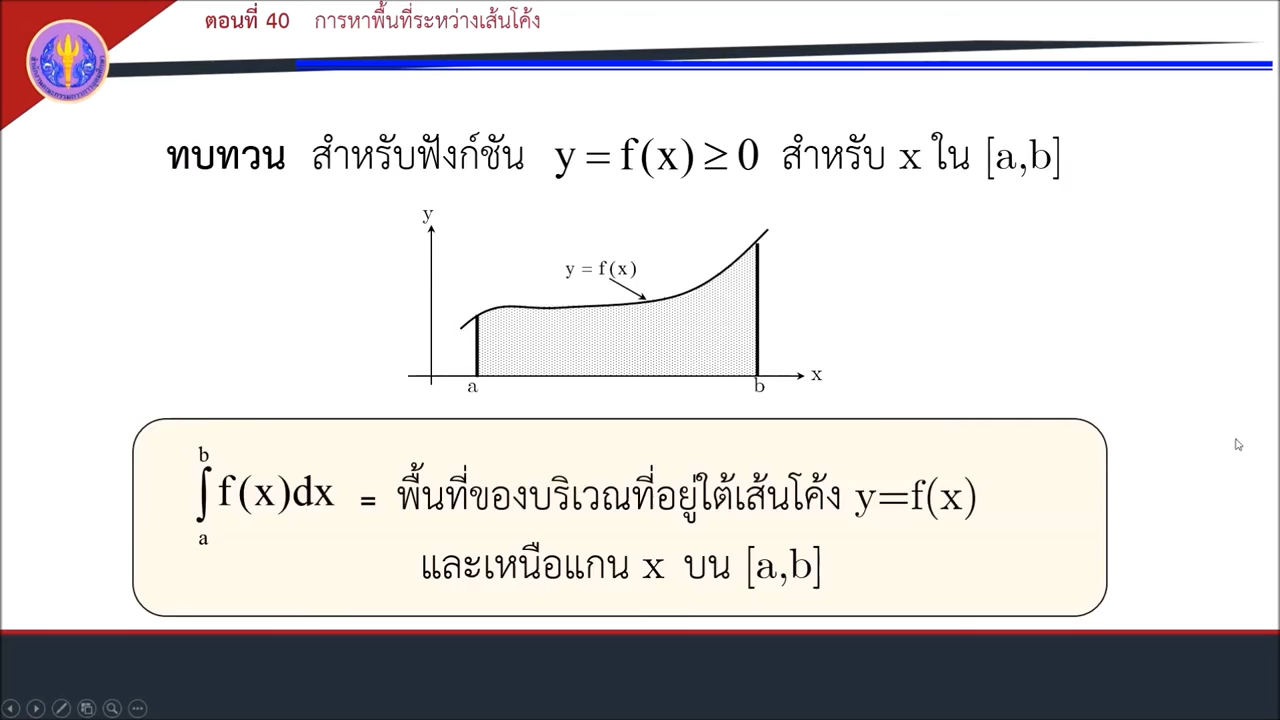 ตอนที่ 40 การหาพื้นที่ระหว่างเส้นโค้ง
ทบทวน สำหรับฟังก์ชัน y = f(x) ≥ 0 สำหรับ x ใน [a,b]
y
y = f(x)
x
a
b
b
∫ f(x)dx = พื้นที่ของบริเวณที่อยู่ใต้เส้นโค้ง y=f(x)
a
และเหนือแกน x บน [a,b]